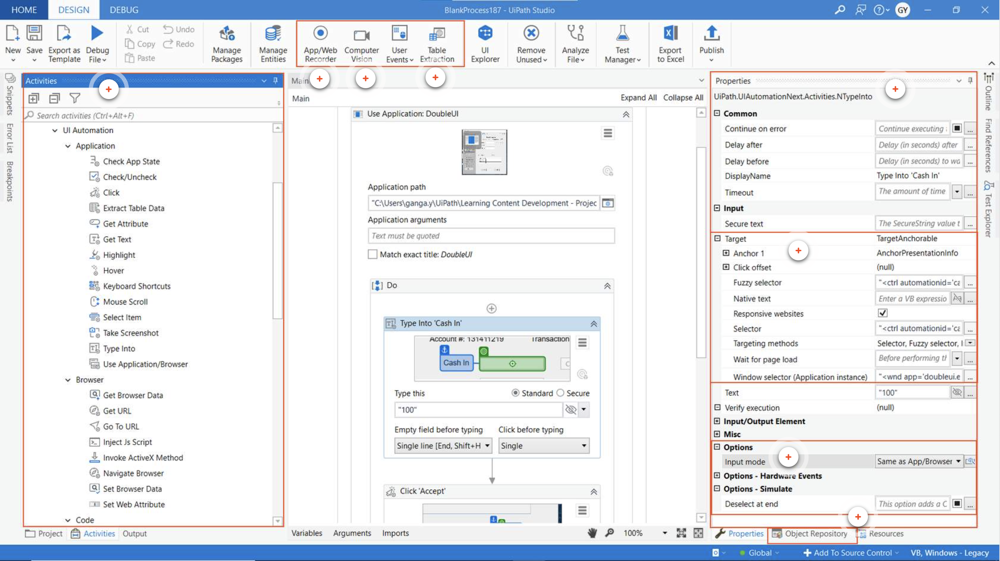 HOME DESIGN DEBUG BlankProcess187 - UiPath Studio GY
New Save Export as Template Debug File
Cut Undo
Copy Redo
Paste
Manage Packages
Manage Entities
App/Web Recorder
Computer Vision
User Events
Table Extraction
UI Explorer
Remove Unused
Analyze File
Test Manager
Export to Excel
Publish
Snippets
Error List
Breakpoints
Activities
Search activities (Ctrl+Alt+F)
UI Automation
Application
Check App State
Check/Uncheck
Click
Extract Table Data
Get Attribute
Get Text
Highlight
Hover
Keyboard Shortcuts
Mouse Scroll
Select Item
Take Screenshot
Type Into
Use Application/Browser
Browser
Get Browser Data
Get URL
Go To URL
Inject Js Script
Invoke ActiveX Method
Navigate Browser
Set Browser Data
Set Web Attribute
Code
Project Activities Output
Main
Main Expand All Collapse All
Use Application: DoubleUI
Application path
"C:\Users\ganga.y\UiPath\Learning Content Development - Projec
Application arguments
Text must be quoted
Match exact title: DoubleUI
Do
Type Into 'Cash In'
Account #: 131411219 Transaction
Cash In
Type this Standard Secure
"100"
Empty field before typing Click before typing
Single line [End, Shift+H Single
Click 'Accept'
Variables Arguments Imports 100%
Properties
UiPath.UIAutomationNext.Activities.NTypeInto
Common
Continue on error Continue executing ...
Delay after Delay (in seconds) after ...
Delay before Delay (in seconds) to wa ...
DisplayName Type Into 'Cash In'
Timeout The amount of time ...
Input
Secure text The SecureString value t ...
Target TargetAnchorable
Anchor 1 AnchorPresentationInfo
Click offset (null)
Fuzzy selector "<ctrl automationid='ca ...
Native text Enter a VB expressio ...
Responsive websites
Selector "<ctrl automationid='ca ...
Targeting methods Selector, Fuzzy selector, I
Wait for page load Before performing th ...
Window selector (Application instance) "<wnd app='doubleui.e ...
Text "100" ...
Verify execution (null)
Input/Output Element
Misc
Options
Input mode Same as App/Browser
Options - Hardware Events
Options - Simulate
Deselect at end This option adds a C ...
Properties Object Repository Resources
Outline
Find References
Test Explorer
Global Add To Source Control VB, Windows - Legacy